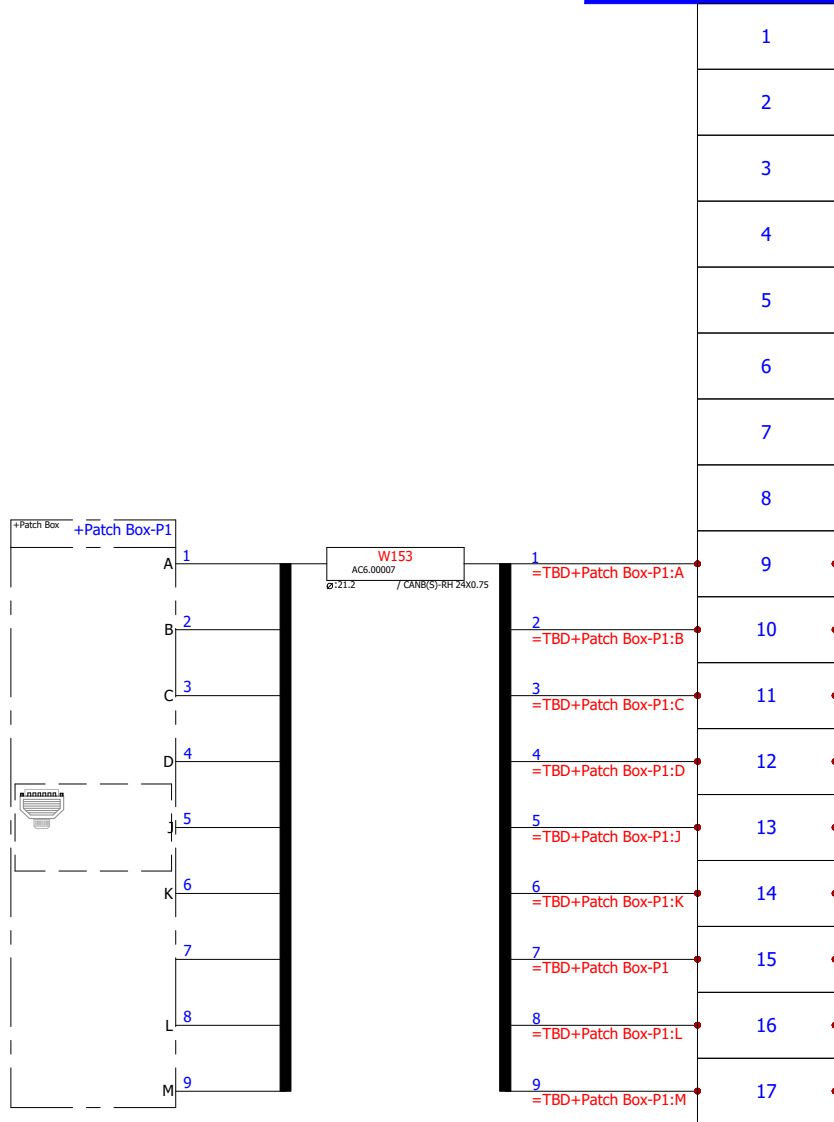 1
2
3
4
5
6
7
8
+Patch Box +Patch Box-P1
A 1 W153 1 9
AC6.00007
=TBD+Patch Box-P1:A
ø:21.2 / CANB(S)-RH 24X0.75
B 2 2 10
=TBD+Patch Box-P1:B
C 3 3 11
=TBD+Patch Box-P1:C
D 4 4 12
=TBD+Patch Box-P1:D
J 5 5 13
=TBD+Patch Box-P1:J
K 6 6 14
=TBD+Patch Box-P1:K
7 7 15
=TBD+Patch Box-P1
L 8 8 16
=TBD+Patch Box-P1:L
M 9 9 17
=TBD+Patch Box-P1:M